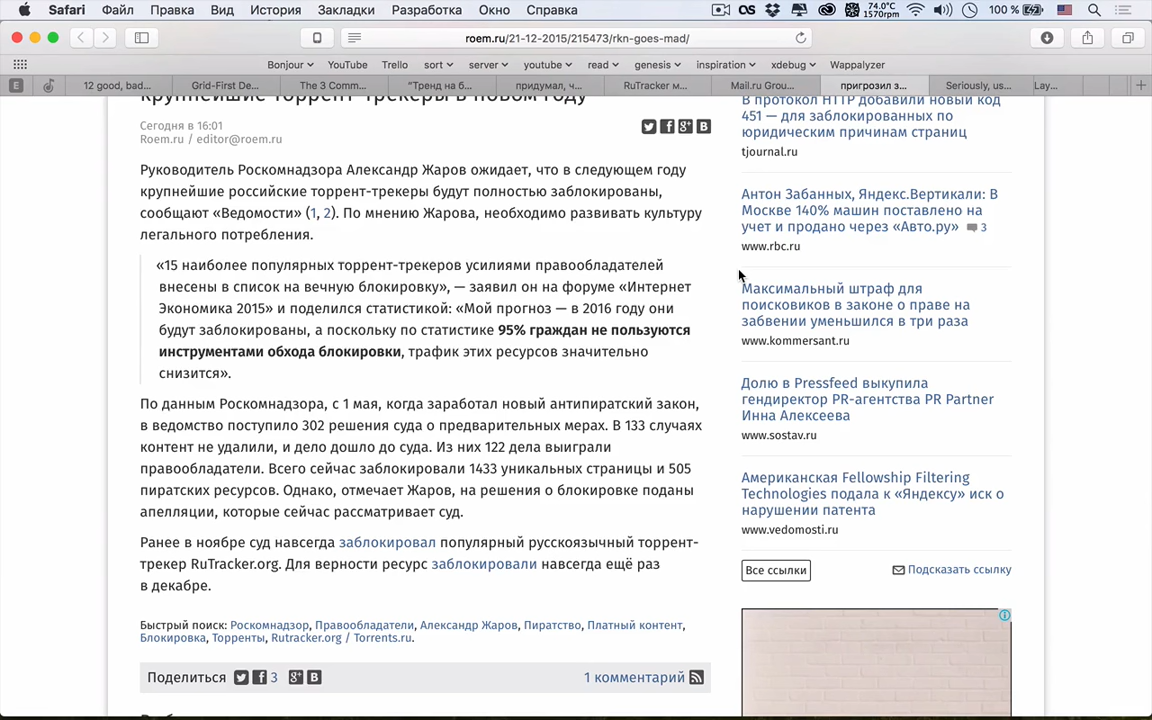 Safari Файл Правка Вид История Закладки Разработка Окно Справка 74.0°C 1570rpm 100 %
roem.ru/21-12-2015/215473/rkn-goes-mad/
Bonjour YouTube Trello sort server youtube read genesis inspiration xdebug Wappalyzer
12 good, bad... Grid-First De... The 3 Comm... "Тренд на б... придумал, ч... RuTracker м... Mail.ru Grou... пригрозил з... Seriously, us... Lay...
крупнейшие торрент-трекеры в новом году
Сегодня в 16:01
Roem.ru / editor@roem.ru
Руководитель Роскомнадзора Александр Жаров ожидает, что в следующем году
крупнейшие российские торрент-трекеры будут полностью заблокированы,
сообщают «Ведомости» (1, 2). По мнению Жарова, необходимо развивать культуру
легального потребления.
«15 наиболее популярных торрент-трекеров усилиями правообладателей
внесены в список на вечную блокировку», — заявил он на форуме «Интернет
Экономика 2015» и поделился статистикой: «Мой прогноз — в 2016 году они
будут заблокированы, а поскольку по статистике 95% граждан не пользуются
инструментами обхода блокировки, трафик этих ресурсов значительно
снизится».
По данным Роскомнадзора, с 1 мая, когда заработал новый антипиратский закон,
в ведомство поступило 302 решения суда о предварительных мерах. В 133 случаях
контент не удалили, и дело дошло до суда. Из них 122 дела выиграли
правообладатели. Всего сейчас заблокировали 1433 уникальных страницы и 505
пиратских ресурсов. Однако, отмечает Жаров, на решения о блокировке поданы
апелляции, которые сейчас рассматривает суд.
Ранее в ноябре суд навсегда заблокировал популярный русскоязычный торрент-
трекер RuTracker.org. Для верности ресурс заблокировали навсегда ещё раз
в декабре.
Быстрый поиск: Роскомнадзор, Правообладатели, Александр Жаров, Пиратство, Платный контент,
Блокировка, Торренты, Rutracker.org / Torrents.ru.
Поделиться 3 1 комментарий
В протокол HTTP добавили новый код
451 — для заблокированных по
юридическим причинам страниц
tjournal.ru
Антон Забанных, Яндекс.Вертикали: В
Москве 140% машин поставлено на
учет и продано через «Авто.ру» 3
www.rbc.ru
Максимальный штраф для
поисковиков в законе о праве на
забвении уменьшился в три раза
www.kommersant.ru
Долю в Pressfeed выкупила
гендиректор PR-агентства PR Partner
Инна Алексеева
www.sostav.ru
Американская Fellowship Filtering
Technologies подала к «Яндексу» иск о
нарушении патента
www.vedomosti.ru
Все ссылки Подсказать ссылку